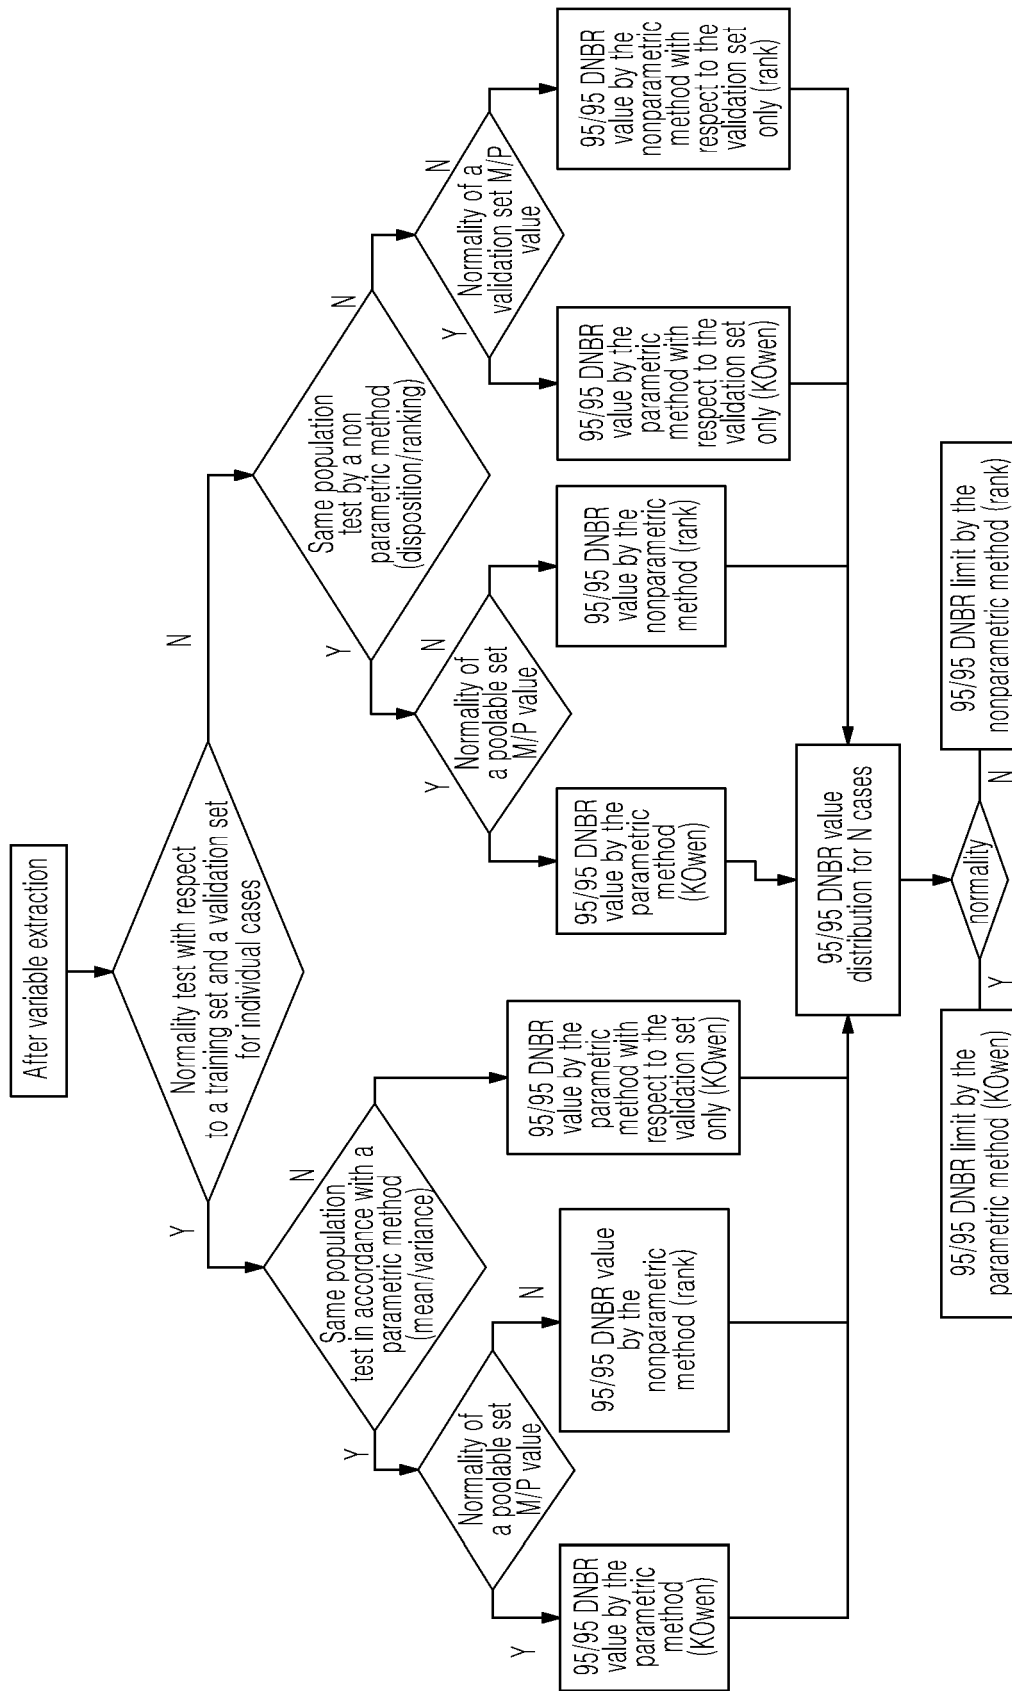 After variable extraction
Normality test with respect
to a training set and a validation set
for individual cases
Y
N
Same population
test in accordance with a
parametric method
(mean/variance)
Y
N
Same population
test by a non
parametric method
(disposition/ranking)
Y
N
Normality of
a poolable set
M/P value
Y
N
Normality of
a poolable set
M/P value
Y
N
Normality of a
validation set M/P
value
Y
N
95/95 DNBR
value by the
parametric
method
(KOwen)
95/95 DNBR value
by the
nonparametric
method (rank)
95/95 DNBR
value by the
parametric
method with
respect to the
validation set
only (KOwen)
95/95 DNBR
value by the
parametric
method
(KOwen)
95/95 DNBR
value by the
nonparametric
method (rank)
95/95 DNBR
value by the
parametric
method with
respect to the
validation set
only (KOwen)
95/95 DNBR
value by the
nonparametric
method with
respect to the
validation set
only (rank)
95/95 DNBR value
distribution for N cases
normality
Y
N
95/95 DNBR limit by the
parametric method (KOwen)
95/95 DNBR limit by the
nonparametric method (rank)